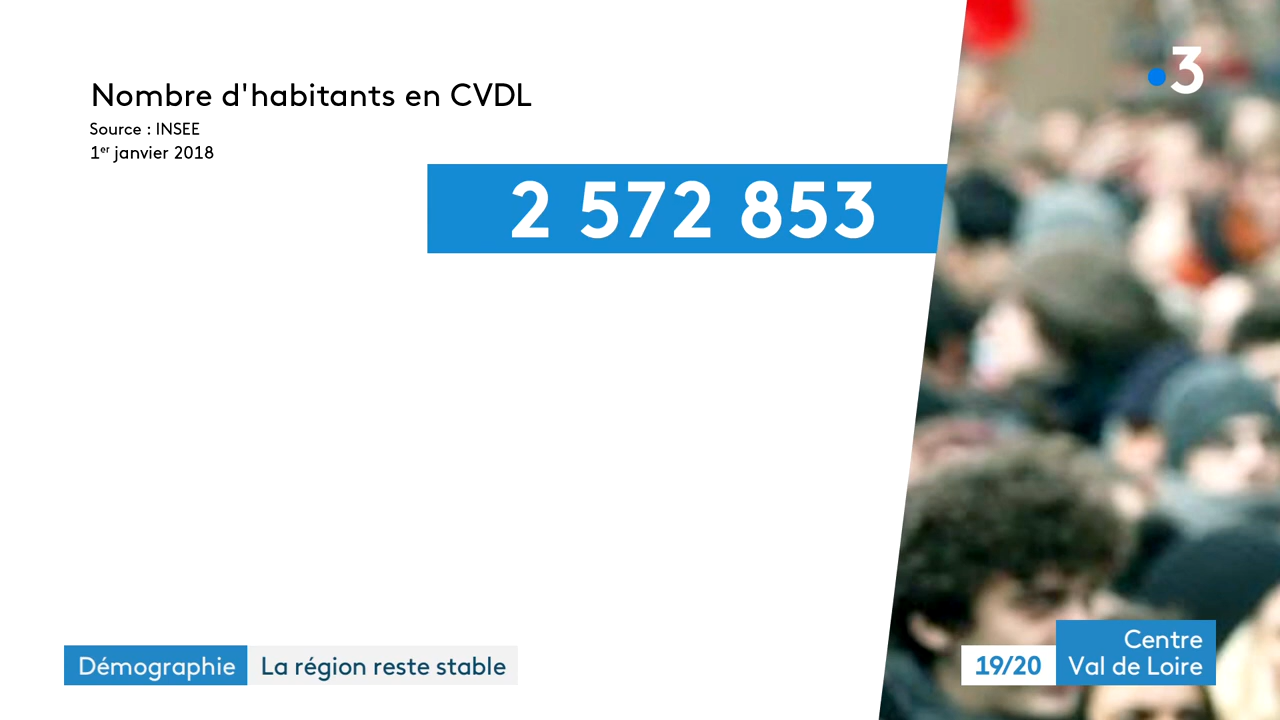 3
Nombre d'habitants en CVDL
Source : INSEE
1er janvier 2018
2 572 853
Démographie La région reste stable
19/20 Centre
Val de Loire